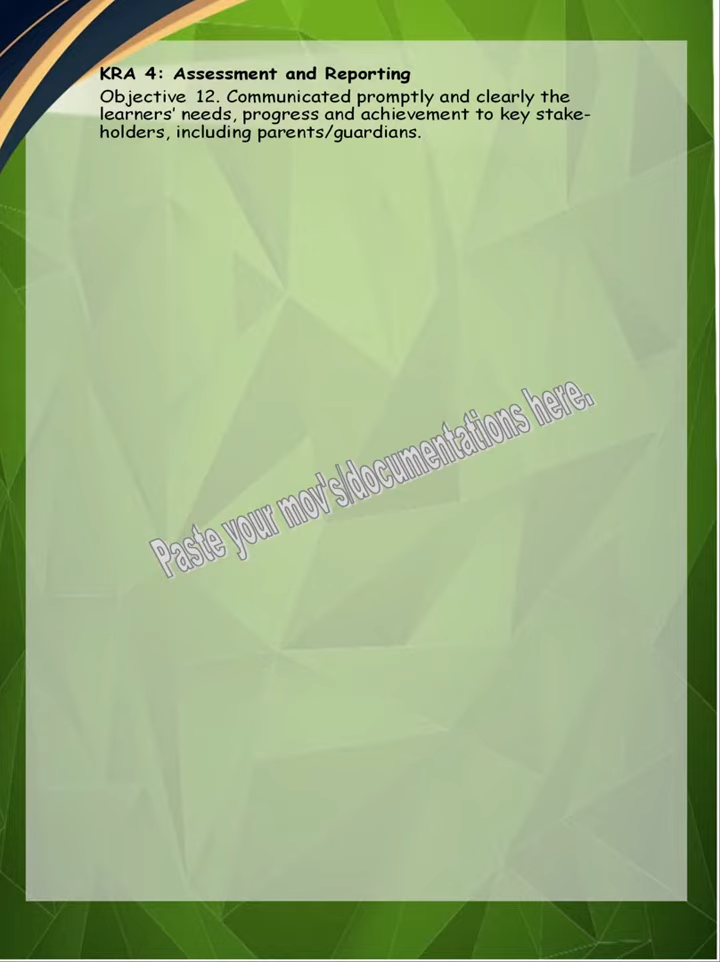 KRA 4: Assessment and Reporting
Objective 12. Communicated promptly and clearly the
learners' needs, progress and achievement to key stake-
holders, including parents/guardians.
Paste your mov's/documentations here.